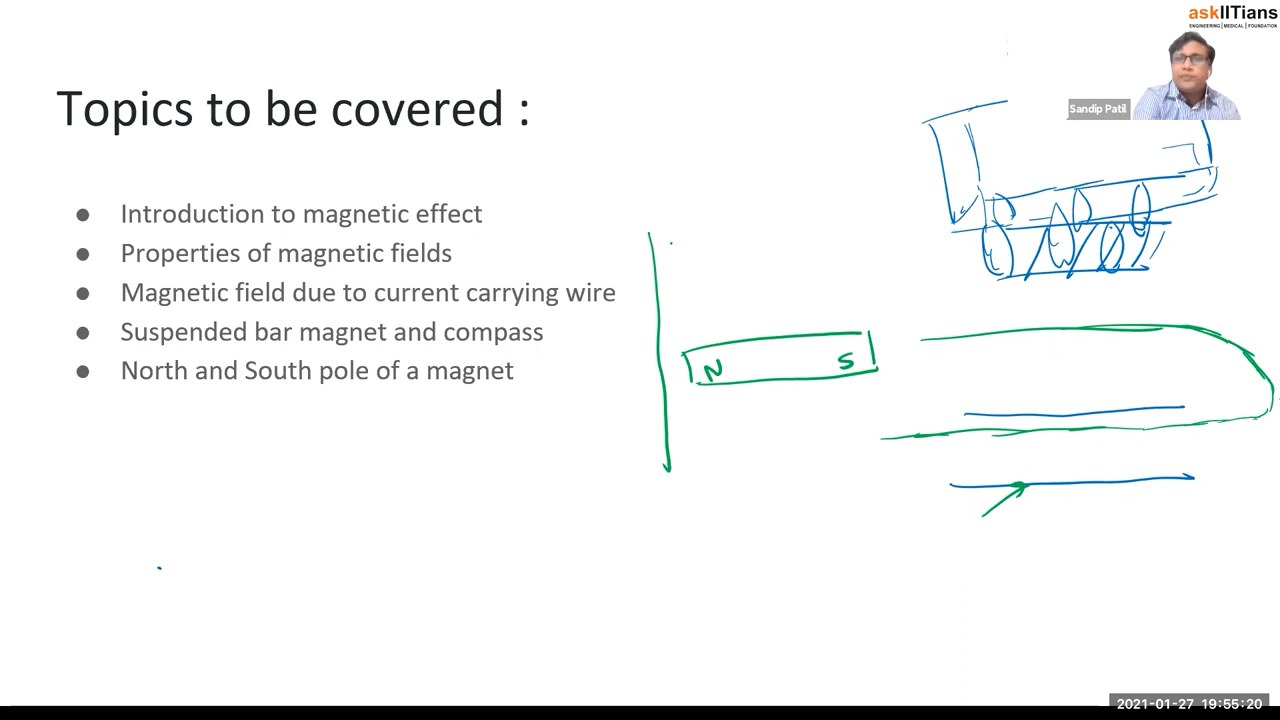 askIITians
ENGINEERING | MEDICAL | FOUNDATION
Sandip Patil
Topics to be covered :
● Introduction to magnetic effect
● Properties of magnetic fields
● Magnetic field due to current carrying wire
● Suspended bar magnet and compass
● North and South pole of a magnet
N S
2021-01-27 19:55:20